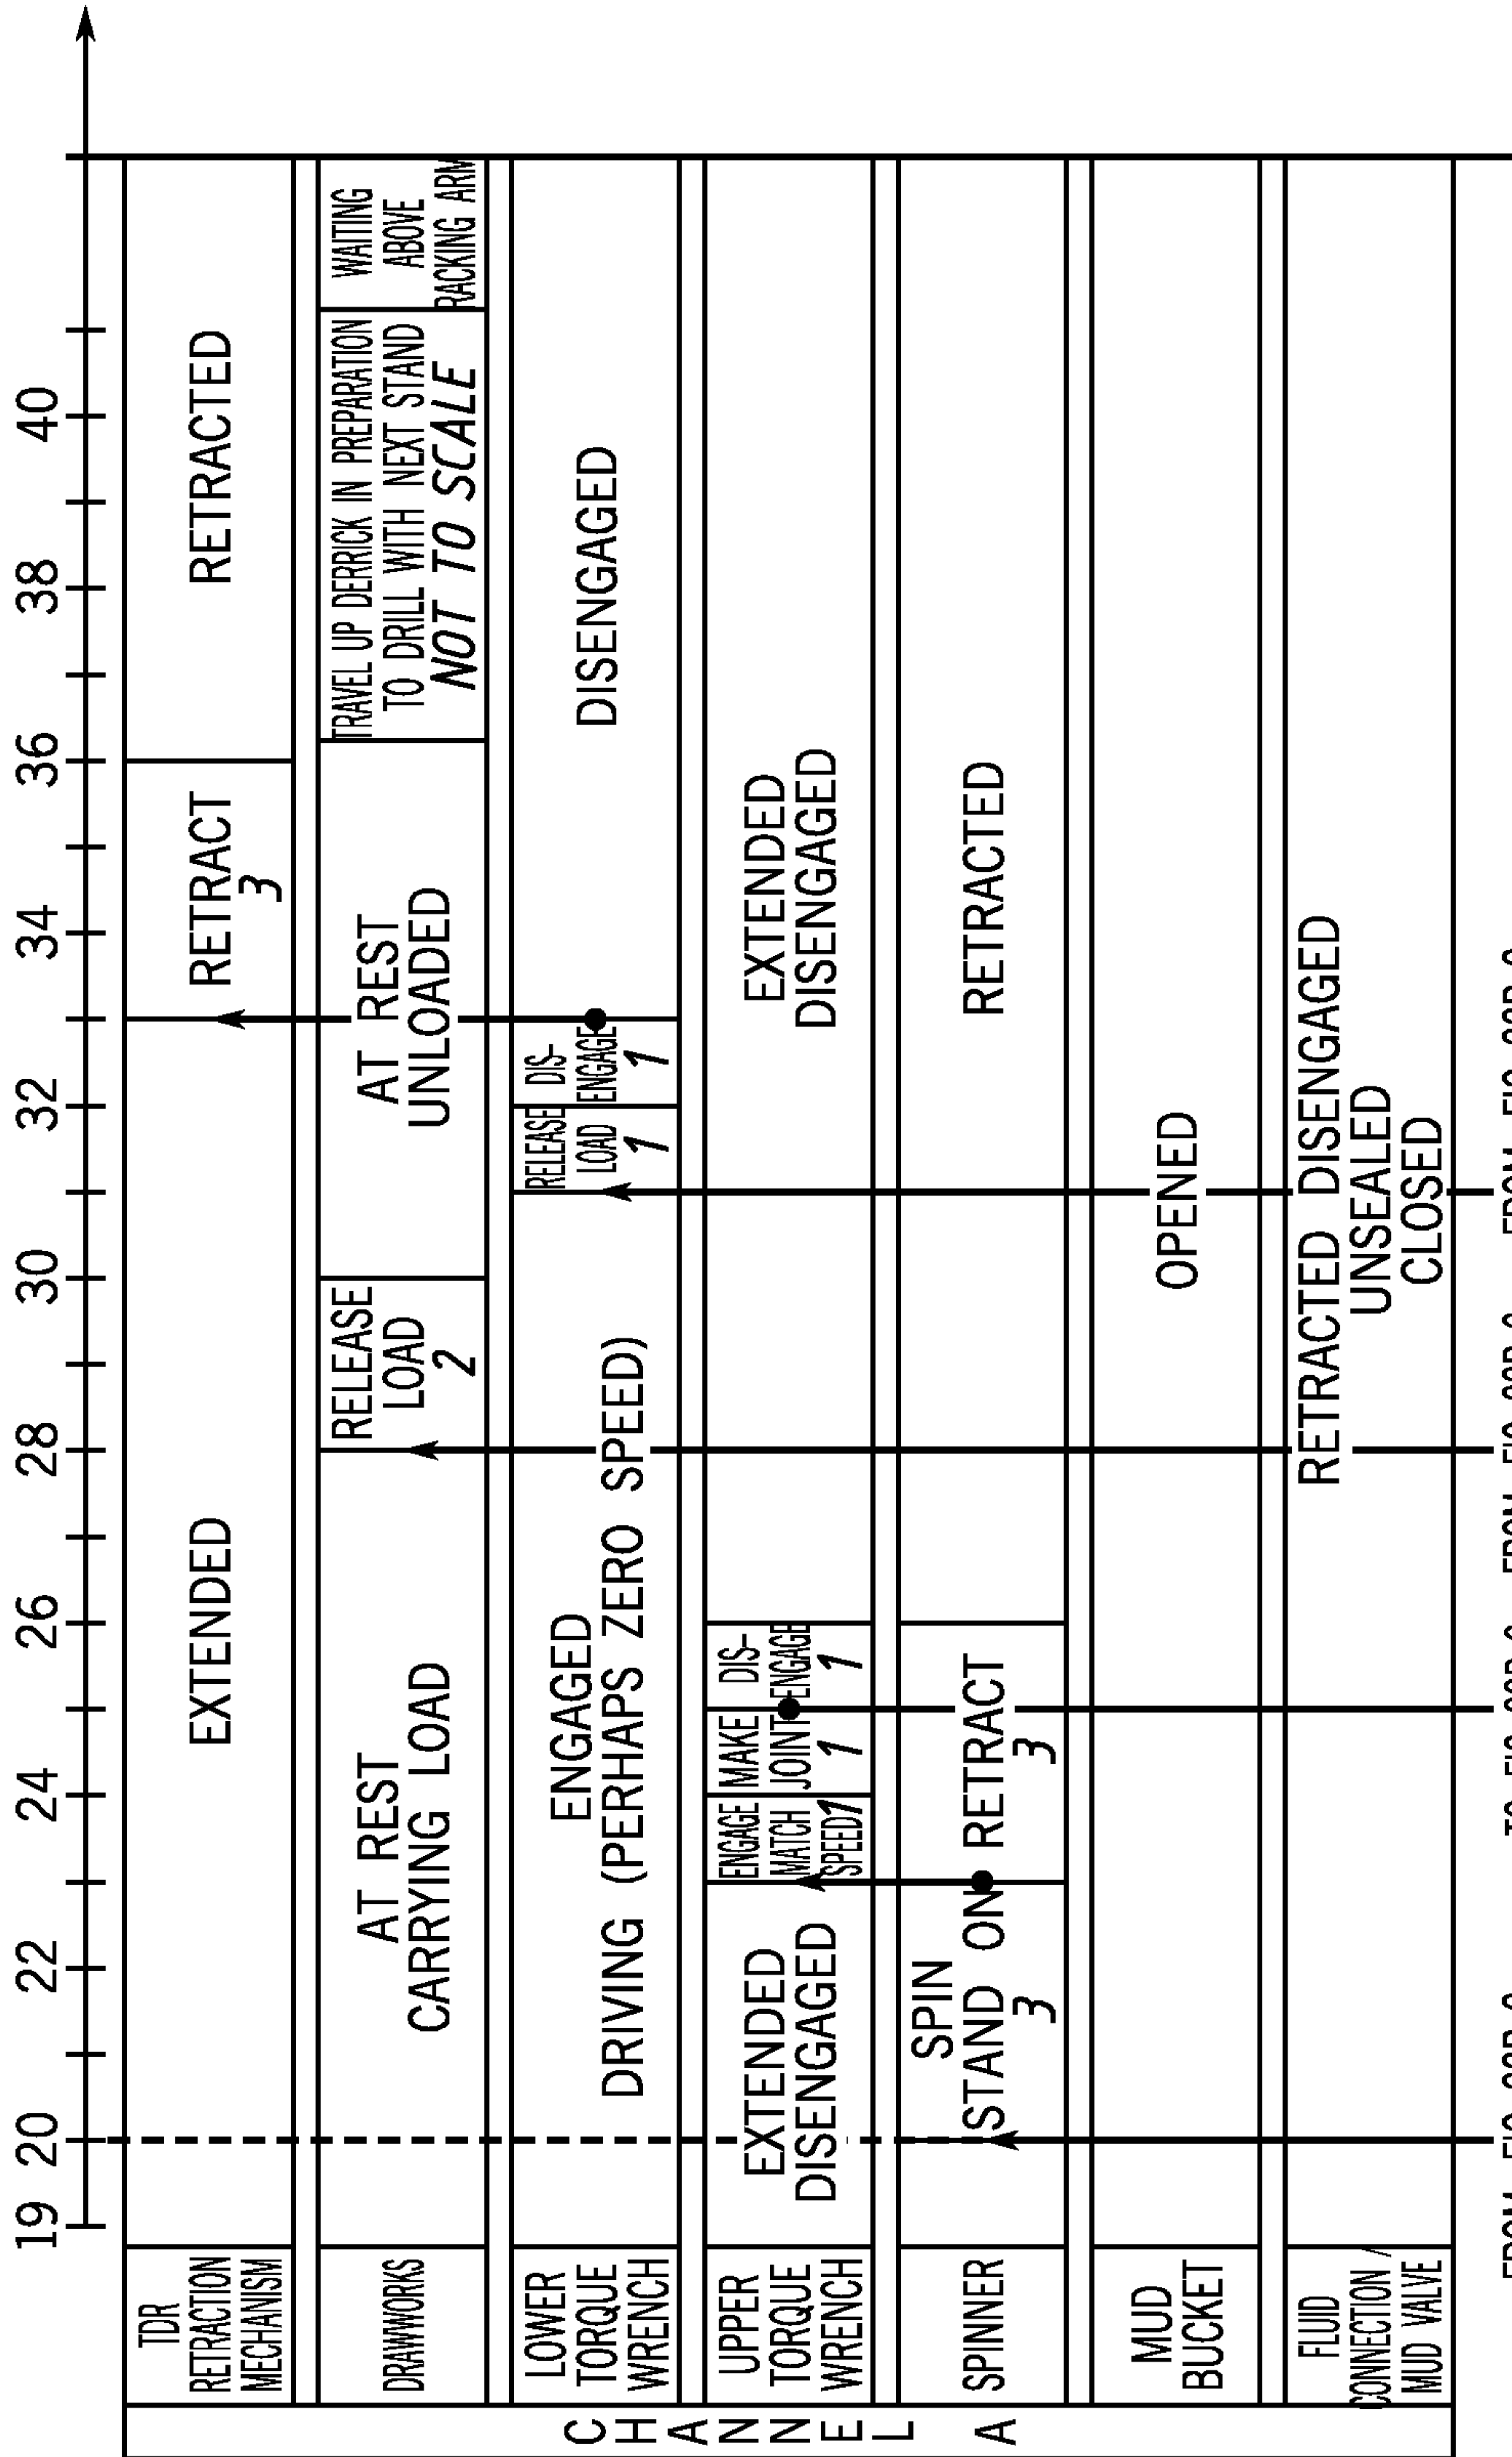 19 20 22 24 26 28 30 32 34 36 38 40
CHANNEL A
TDR
RETRACTION
MECHANISM
EXTENDED
RETRACT
3
RETRACTED
DRAWWORKS
AT REST
CARRYING LOAD
RELEASE
LOAD
2
AT REST
UNLOADED
TRAVEL UP DERRICK IN PREPARATION
TO DRILL WITH NEXT STAND
NOT TO SCALE
WAITING
ABOVE
RACKING ARM
LOWER
TORQUE
WRENCH
ENGAGED
DRIVING (PERHAPS ZERO SPEED)
RELEASE
LOAD
1
DIS-
ENGAGE
1
DISENGAGED
UPPER
TORQUE
WRENCH
EXTENDED
DISENGAGED
ENGAGE
MATCH
SPEED1
MAKE
JOINT
1
DIS-
ENGAGE
1
EXTENDED
DISENGAGED
SPINNER
SPIN
STAND ON
3
RETRACT
3
RETRACTED
MUD
BUCKET
OPENED
FLUID
CONNECTION /
MUD VALVE
RETRACTED DISENGAGED
UNSEALED
CLOSED